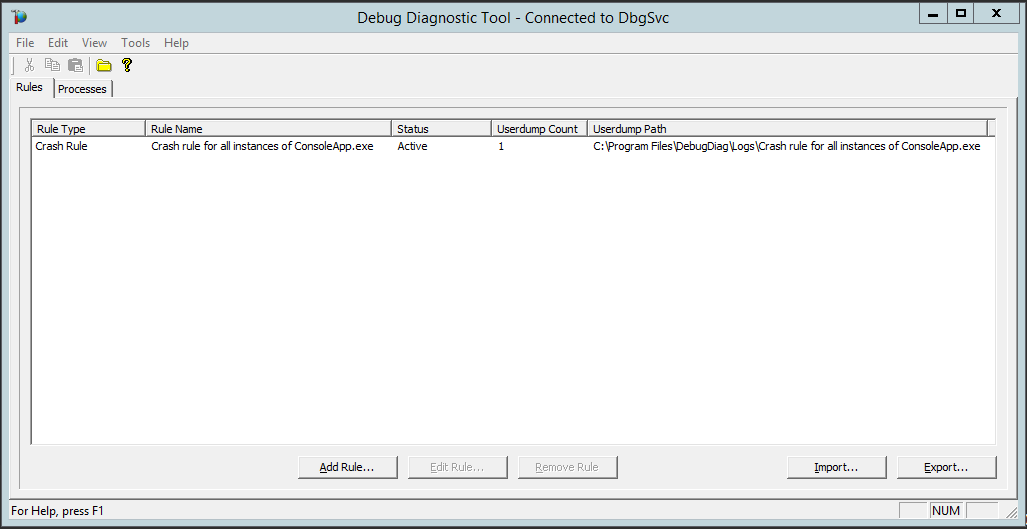 Debug Diagnostic Tool - Connected to DbgSvc
File Edit View Tools Help
Rules Processes
Rule Type Rule Name Status Userdump Count Userdump Path
Crash Rule Crash rule for all instances of ConsoleApp.exe Active 1 C:\Program Files\DebugDiag\Logs\Crash rule for all instances of ConsoleApp.exe
Add Rule... Edit Rule... Remove Rule Import... Export...
For Help, press F1 NUM